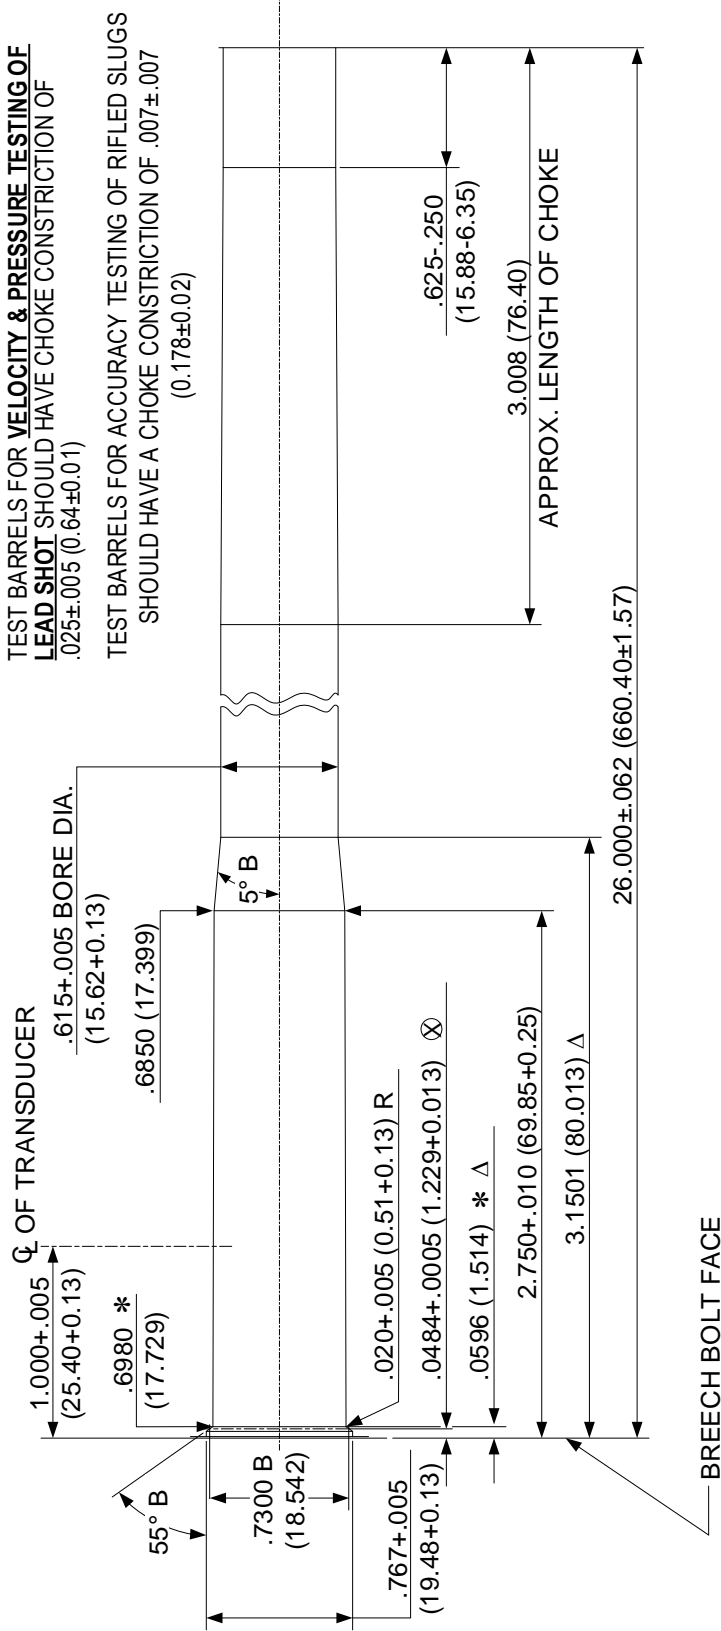 TEST BARRELS FOR VELOCITY & PRESSURE TESTING OF
LEAD SHOT SHOULD HAVE CHOKE CONSTRICTION OF
.025±.005 (0.64±0.01)
TEST BARRELS FOR ACCURACY TESTING OF RIFLED SLUGS
SHOULD HAVE A CHOKE CONSTRICTION OF .007±.007
(0.178±0.02)
℄ OF TRANSDUCER
1.000+.005
(25.40+0.13)
.615+.005 BORE DIA.
(15.62+0.13)
.6980 *
(17.729)
.6850 (17.399)
55° B
5° B
.7300 B
(18.542)
.767+.005
(19.48+0.13)
.020+.005 (0.51+0.13) R
.0484+.0005 (1.229+0.013) ⊗
.0596 (1.514) * Δ
2.750+.010 (69.85+0.25)
3.1501 (80.013) Δ
.625-.250
(15.88-6.35)
3.008 (76.40)
APPROX. LENGTH OF CHOKE
26.000±.062 (660.40±1.57)
BREECH BOLT FACE